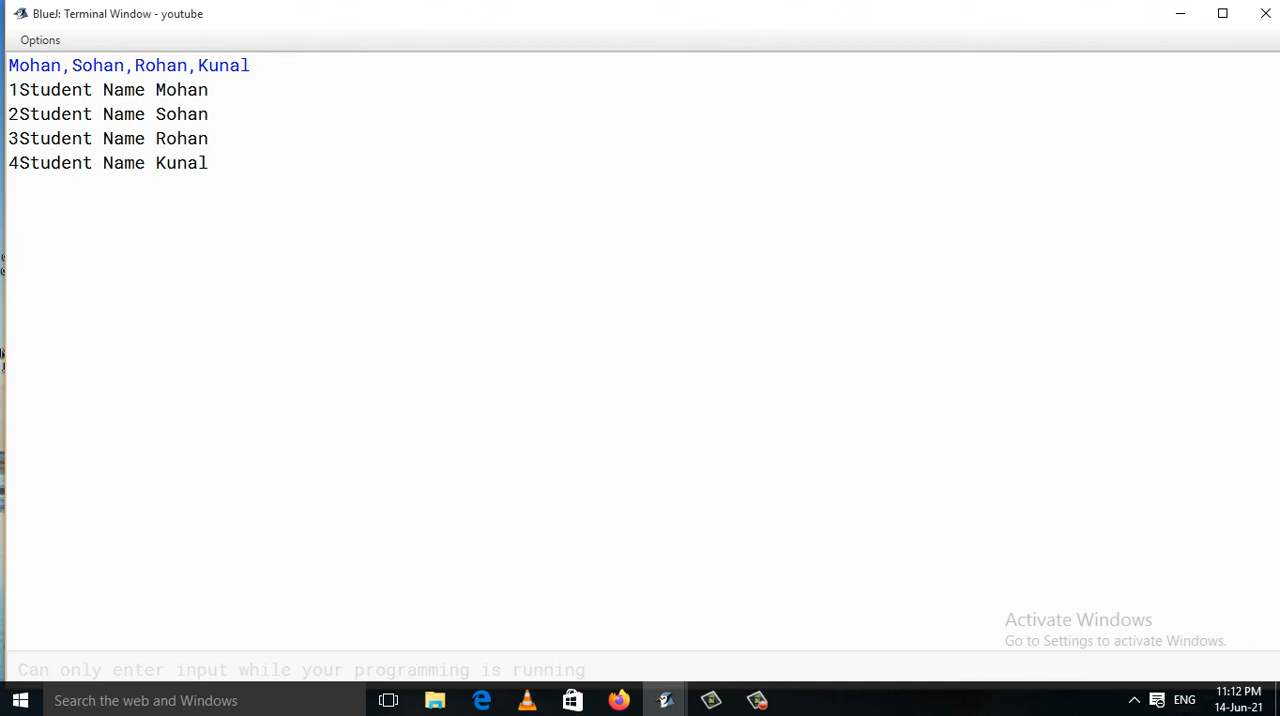 BlueJ: Terminal Window - youtube
Options
Mohan,Sohan,Rohan,Kunal
1Student Name Mohan
2Student Name Sohan
3Student Name Rohan
4Student Name Kunal
Activate Windows
Go to Settings to activate Windows.
Can only enter input while your programming is running
Search the web and Windows
ENG
11:12 PM
14-Jun-21